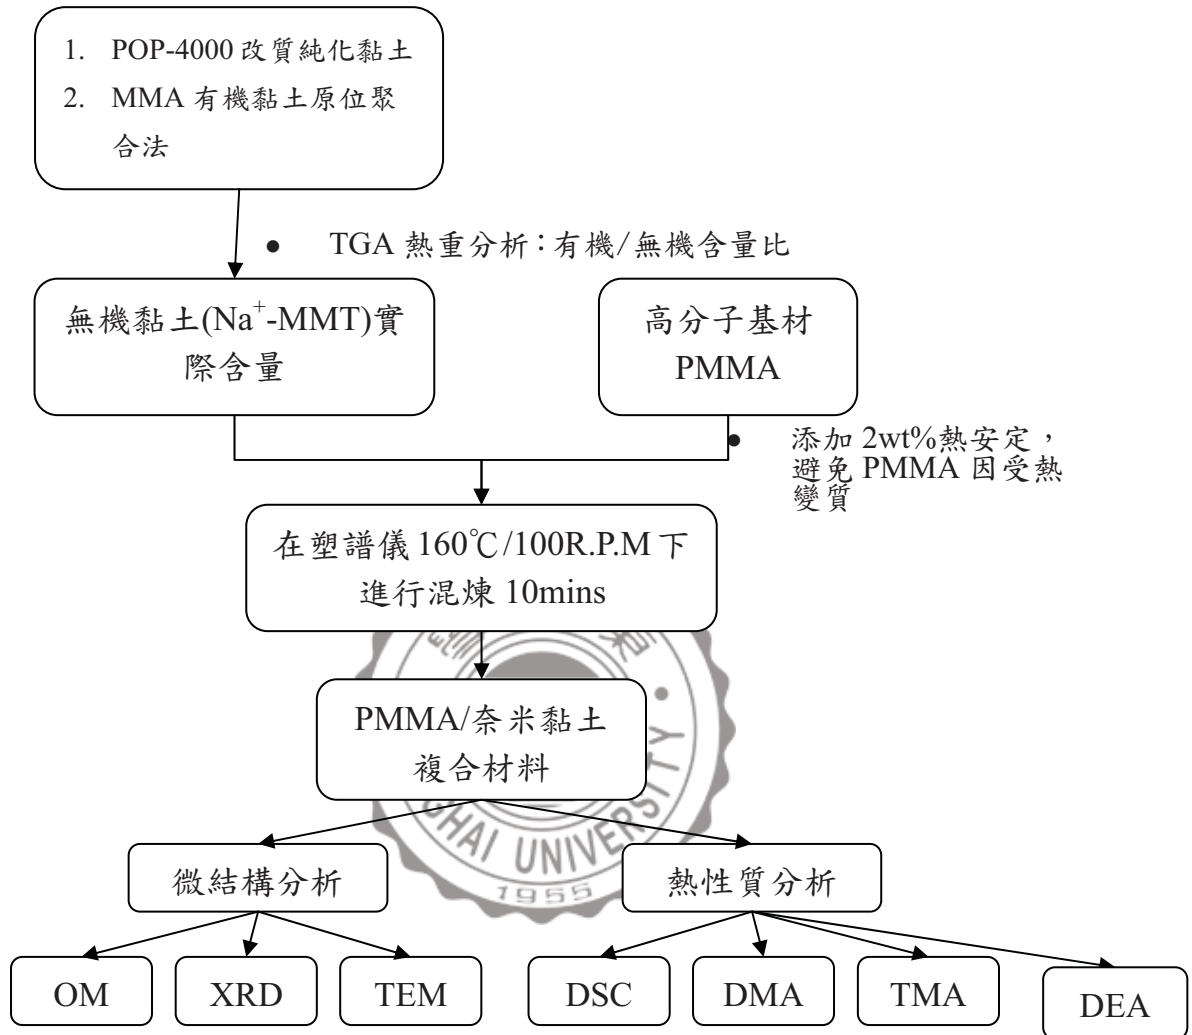 1. POP-4000 改質純化黏土
2. MMA 有機黏土原位聚
合法
● TGA 熱重分析：有機/無機含量比
無機黏土(Na⁺-MMT)實
際含量
高分子基材
PMMA
● 添加 2wt%熱安定，
避免 PMMA 因受熱
變質
在塑譜儀 160℃/100R.P.M 下
進行混煉 10mins
PMMA/奈米黏土
複合材料
微結構分析
熱性質分析
OM
XRD
TEM
DSC
DMA
TMA
DEA
HAI UNIVERSITY
1955